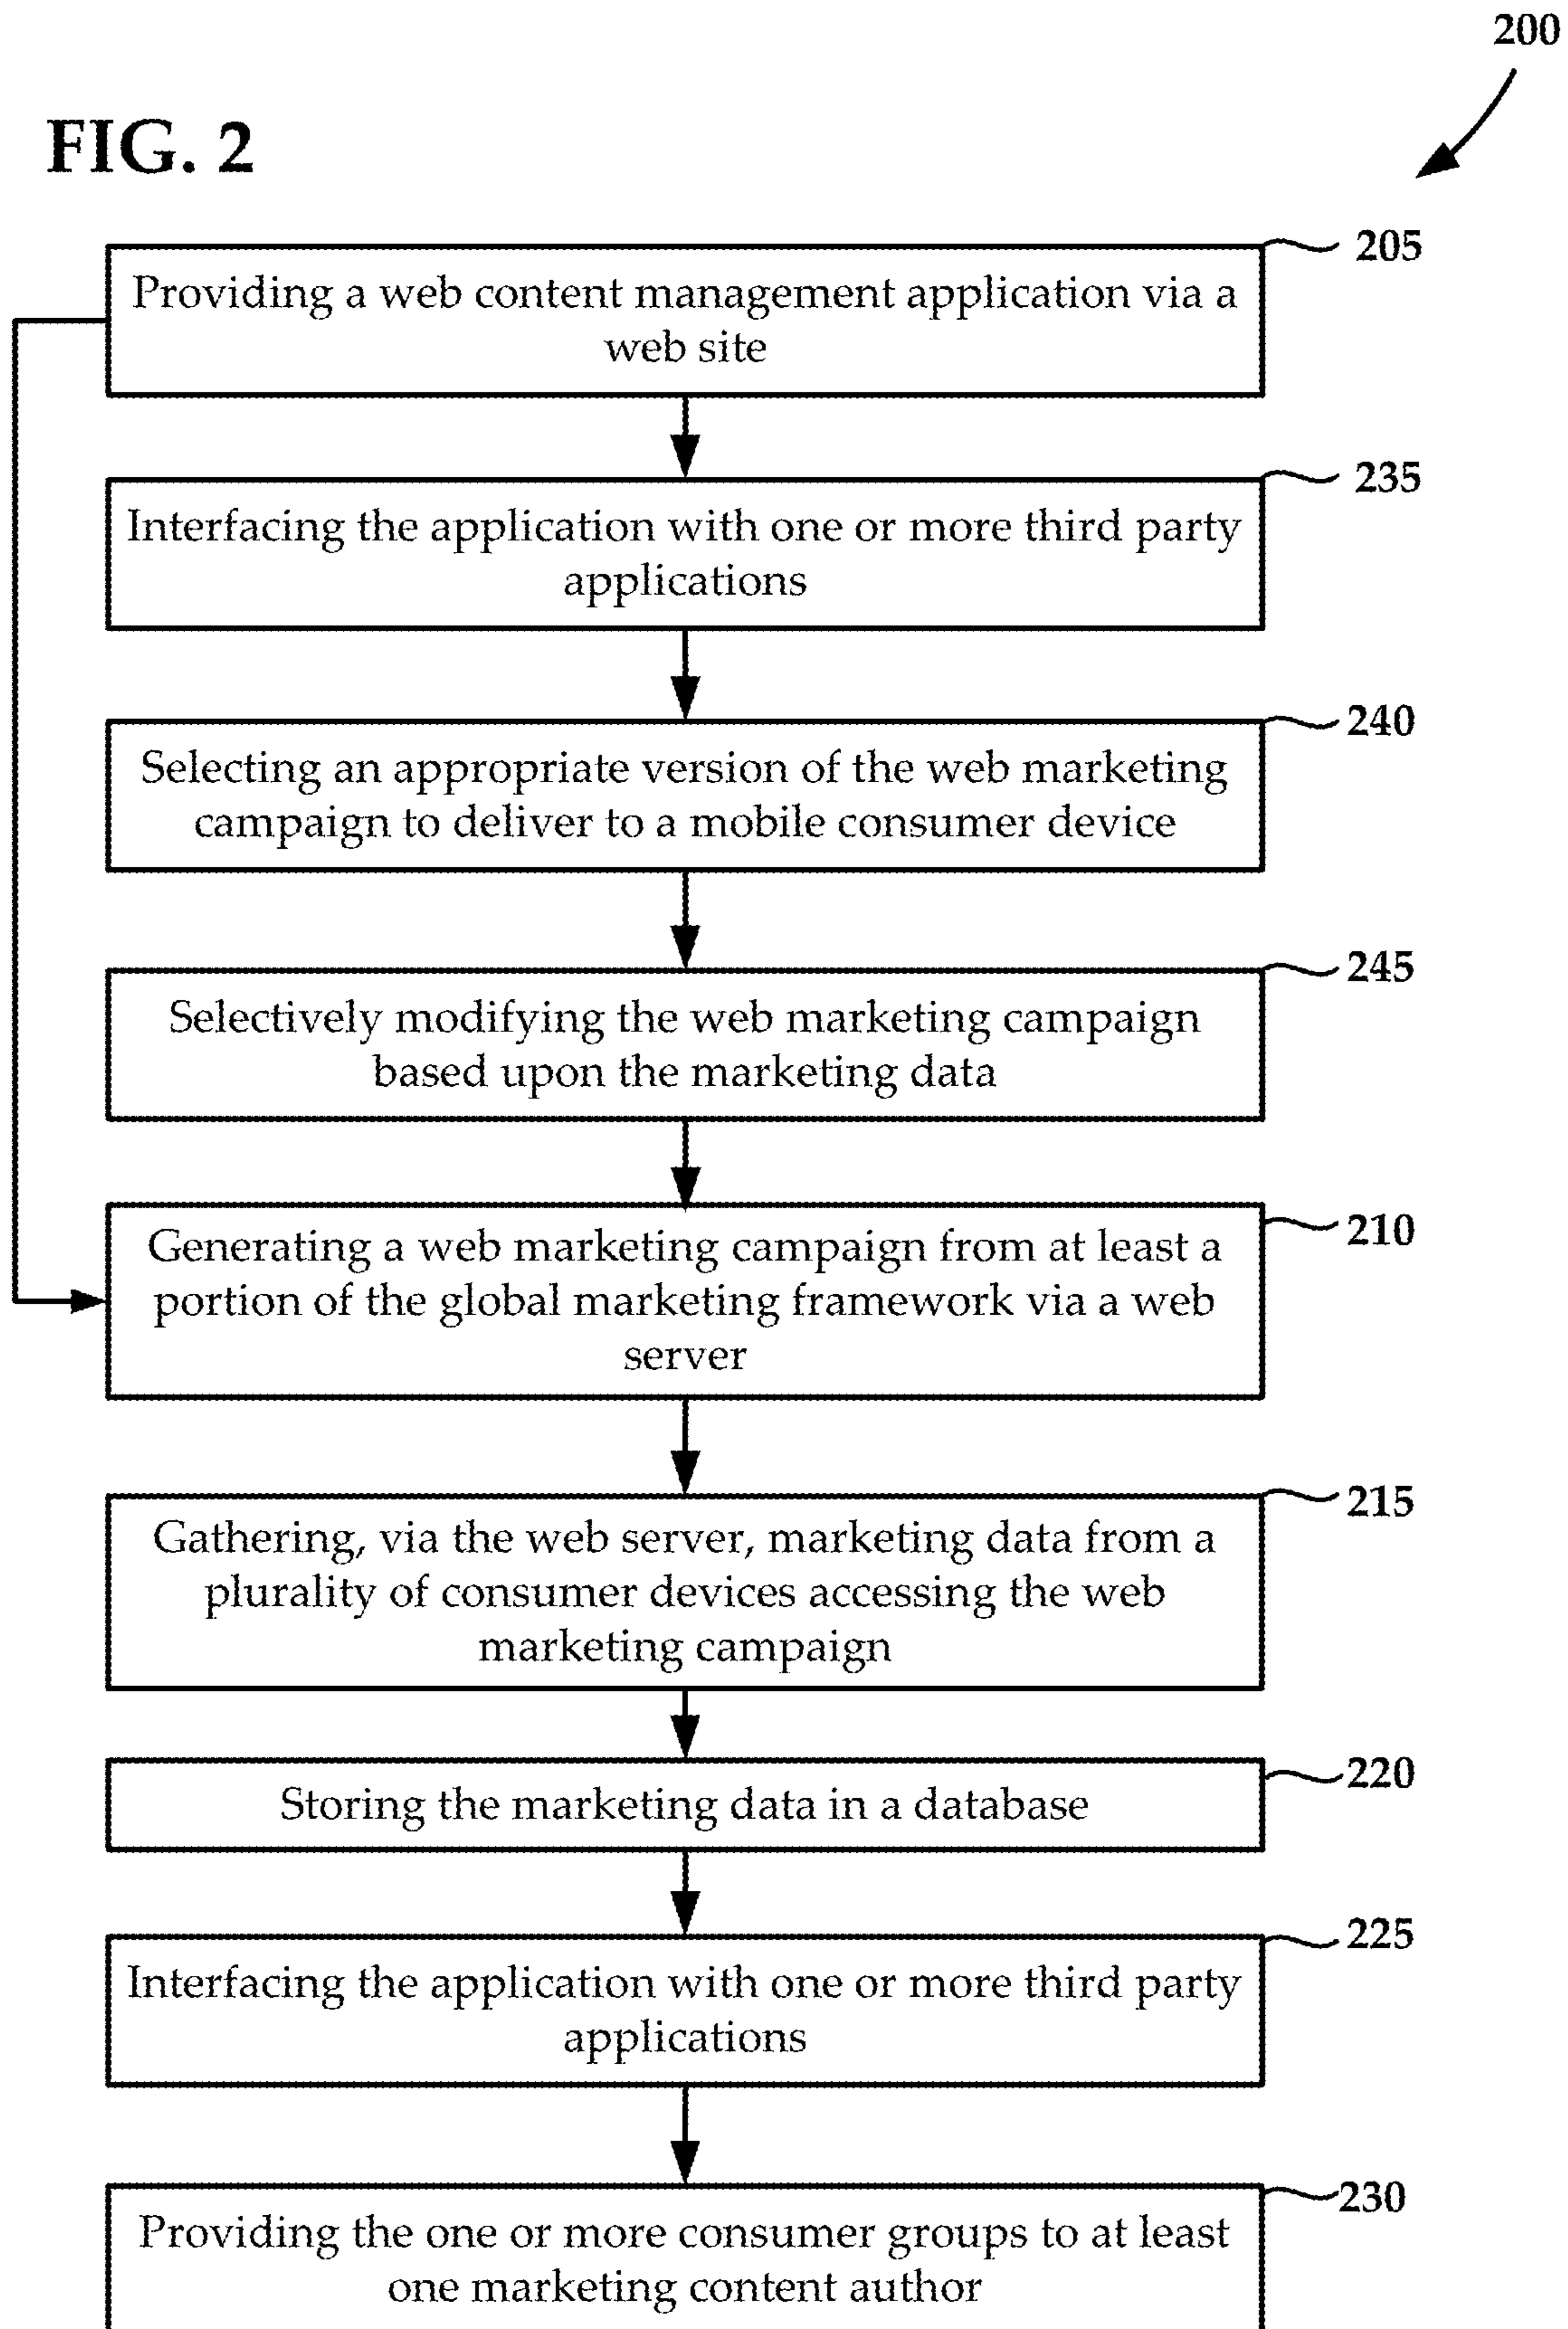 200
FIG. 2
205
Providing a web content management application via a
web site
235
Interfacing the application with one or more third party
applications
240
Selecting an appropriate version of the web marketing
campaign to deliver to a mobile consumer device
245
Selectively modifying the web marketing campaign
based upon the marketing data
210
Generating a web marketing campaign from at least a
portion of the global marketing framework via a web
server
215
Gathering, via the web server, marketing data from a
plurality of consumer devices accessing the web
marketing campaign
220
Storing the marketing data in a database
225
Interfacing the application with one or more third party
applications
230
Providing the one or more consumer groups to at least
one marketing content author